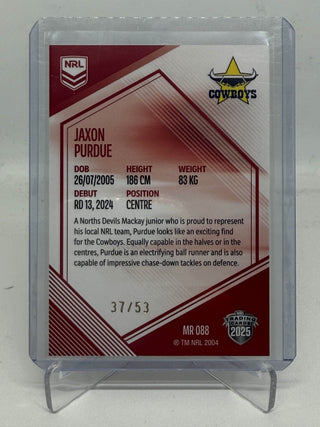 NRL
COWBOYS
JAXON
PURDUE
DOB HEIGHT WEIGHT
26/07/2005 186 CM 83 KG
DEBUT POSITION
RD 13, 2024 CENTRE
A Norths Devils Mackay junior who is proud to represent
his local NRL team, Purdue looks like an exciting find
for the Cowboys. Equally capable in the halves or in the
centres, Purdue is an electrifying ball runner and is also
capable of impressive chase-down tackles on defence.
37/53
MR 088
® TM NRL 2004
TRADING
CARDS
2025